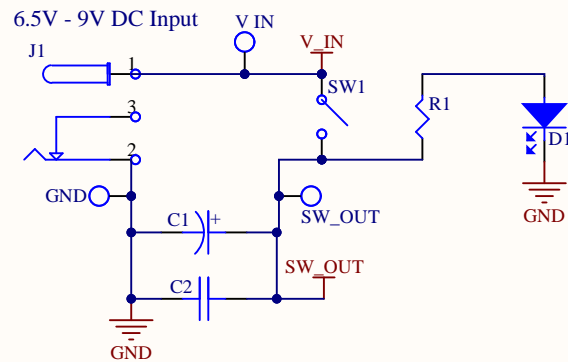 6.5V - 9V DC Input
V IN
J1
V_IN
1
SW1
R1
3
D1
2
GND
SW_OUT
GND
C1
+
SW_OUT
C2
GND